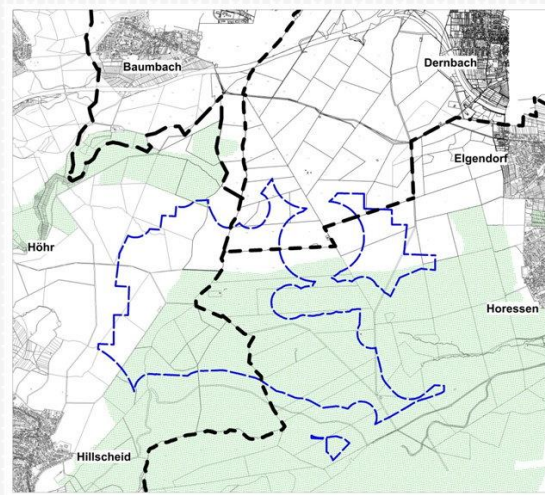 Baumbach
Dernbach
Elgendorf
Höhr
Horessen
Hillscheid